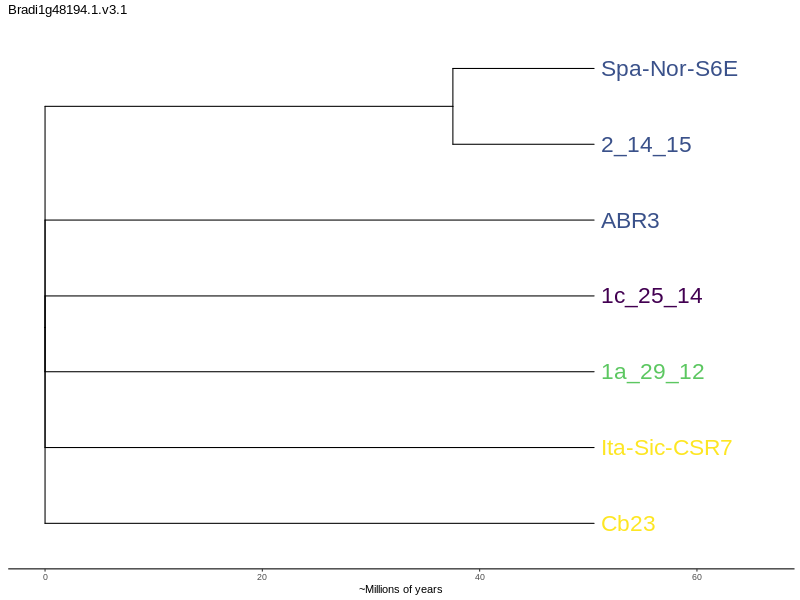 Bradi1g48194.1.v3.1
Spa-Nor-S6E
2_14_15
ABR3
1c_25_14
1a_29_12
Ita-Sic-CSR7
Cb23
0 20 40 60
~Millions of years